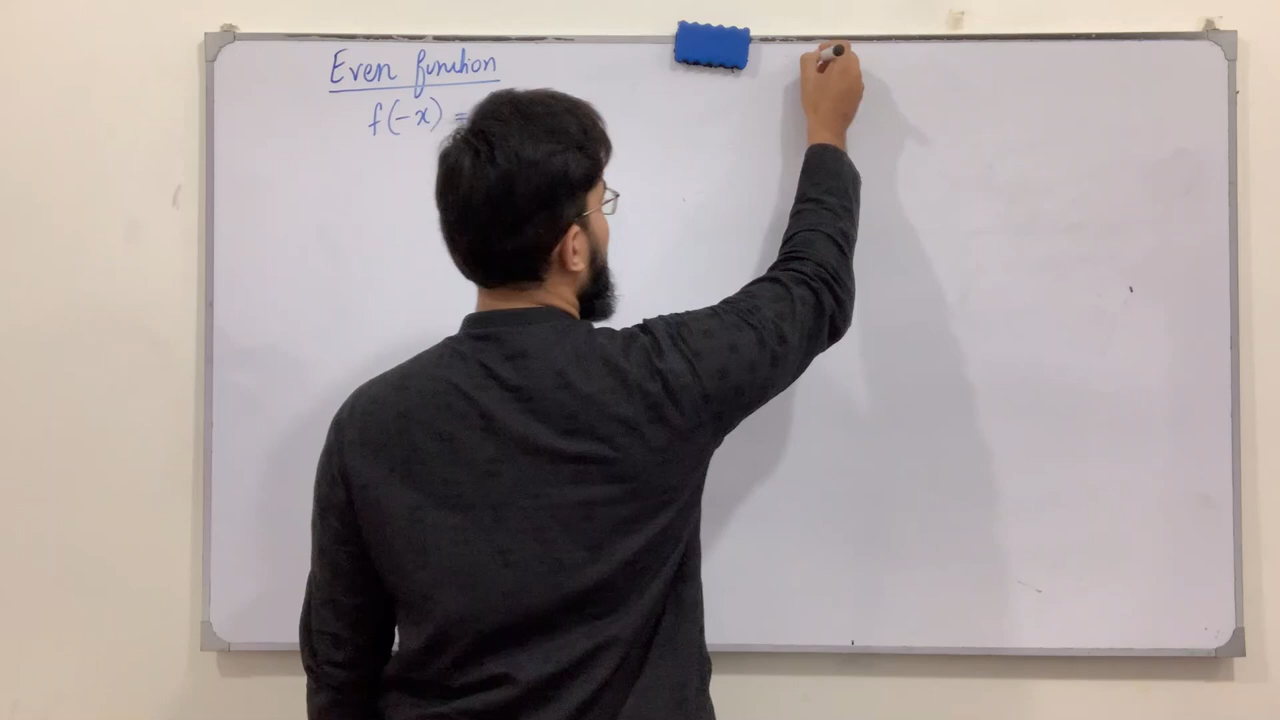 Even function
f(-x) =